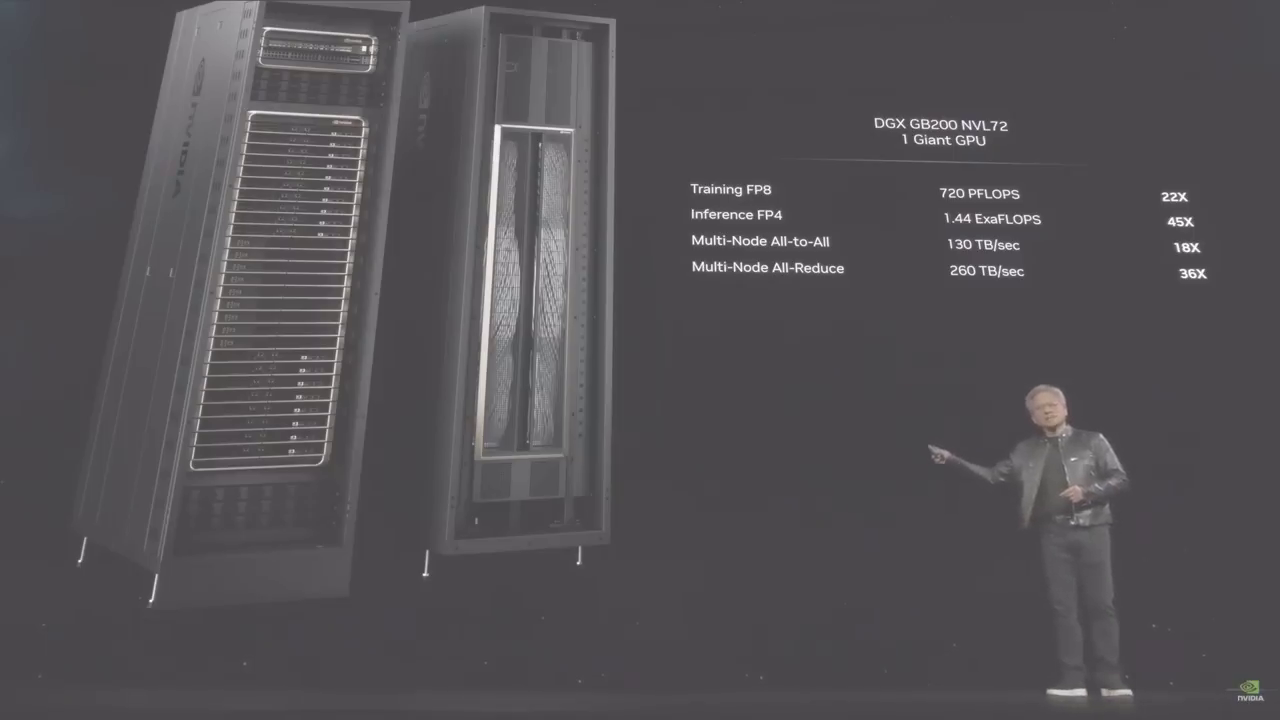 DGX GB200 NVL72
1 Giant GPU
Training FP8 720 PFLOPS 22X
Inference FP4 1.44 ExaFLOPS 45X
Multi-Node All-to-All 130 TB/sec 18X
Multi-Node All-Reduce 260 TB/sec 36X
NVIDIA
NVIDIA